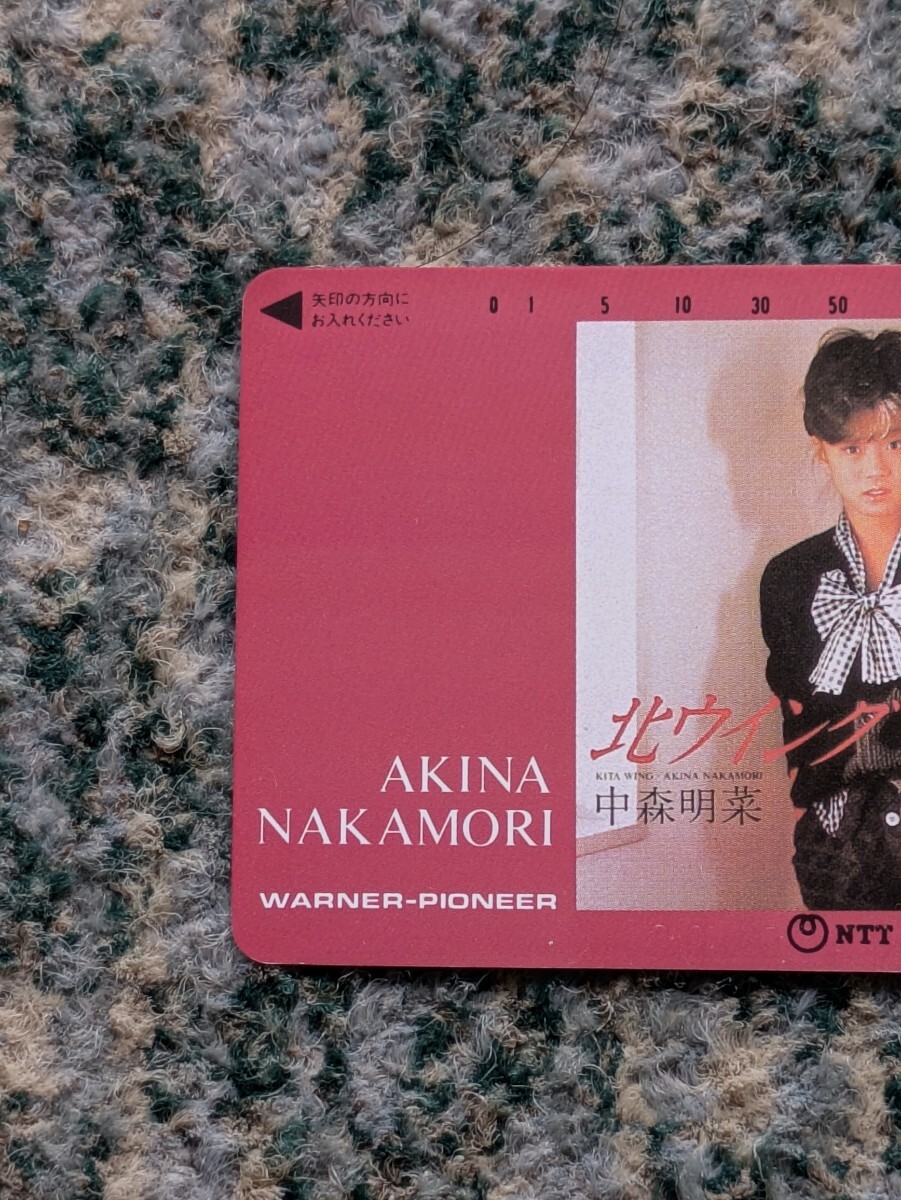 矢印の方向に
お入れください
0 1 5 10 30 50
北ウイング
KITA WING · AKINA NAKAMORI
中森明菜
AKINA
NAKAMORI
WARNER-PIONEER
NTT